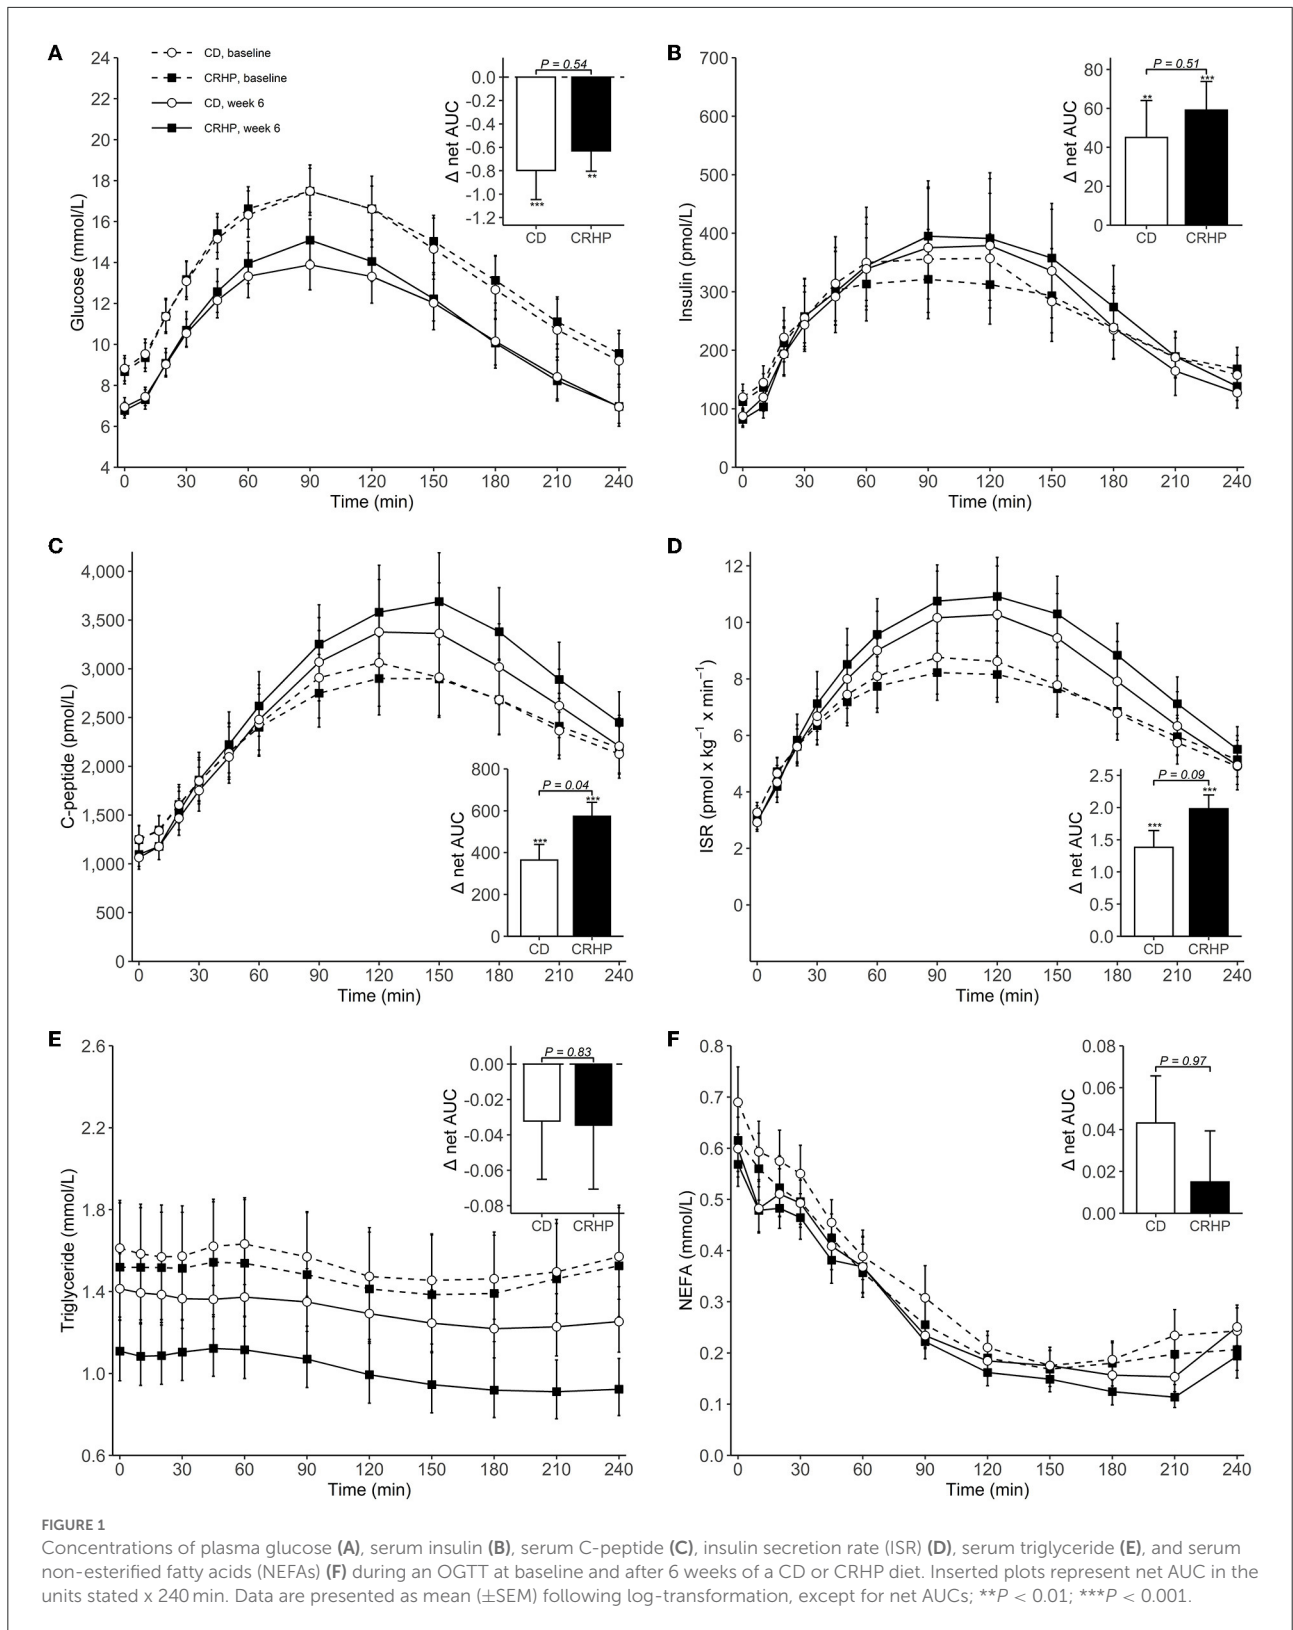 A
24
22
20
18
16
14
12
10
8
6
4
Glucose (mmol/L)
0 30 60 90 120 150 180 210 240
Time (min)
CD, baseline
CRHP, baseline
CD, week 6
CRHP, week 6
P = 0.54
0.0
-0.2
-0.4
-0.6
-0.8
-1.0
-1.2
Δ net AUC
*** **
CD CRHP
B
700
600
500
400
300
200
100
0
Insulin (pmol/L)
0 30 60 90 120 150 180 210 240
Time (min)
P = 0.51
80
60
40
20
0
Δ net AUC
** ***
CD CRHP
C
4,000
3,500
3,000
2,500
2,000
1,500
1,000
500
0
C-peptide (pmol/L)
0 30 60 90 120 150 180 210 240
Time (min)
P = 0.04
800
600
400
200
0
Δ net AUC
*** ***
CD CRHP
D
12
10
8
6
4
2
0
ISR (pmol x kg⁻¹ x min⁻¹)
0 30 60 90 120 150 180 210 240
Time (min)
P = 0.09
2.5
2.0
1.5
1.0
0.5
0.0
Δ net AUC
*** ***
CD CRHP
E
2.6
2.2
1.8
1.4
1.0
0.6
Triglyceride (mmol/L)
0 30 60 90 120 150 180 210 240
Time (min)
P = 0.83
0.00
-0.02
-0.04
-0.06
-0.08
Δ net AUC
CD CRHP
F
0.8
0.7
0.6
0.5
0.4
0.3
0.2
0.1
0.0
NEFA (mmol/L)
0 30 60 90 120 150 180 210 240
Time (min)
P = 0.97
0.08
0.06
0.04
0.02
0.00
Δ net AUC
CD CRHP
FIGURE 1
Concentrations of plasma glucose (A), serum insulin (B), serum C-peptide (C), insulin secretion rate (ISR) (D), serum triglyceride (E), and serum
non-esterified fatty acids (NEFAs) (F) during an OGTT at baseline and after 6 weeks of a CD or CRHP diet. Inserted plots represent net AUC in the
units stated x 240 min. Data are presented as mean (±SEM) following log-transformation, except for net AUCs; **P < 0.01; ***P < 0.001.